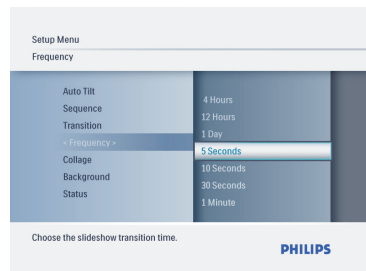 Setup Menu
Frequency
Auto Tilt
Sequence
Transition
< Frequency >
Collage
Background
Status
4 Hours
12 Hours
1 Day
5 Seconds
10 Seconds
30 Seconds
1 Minute
Choose the slideshow transition time.
PHILIPS